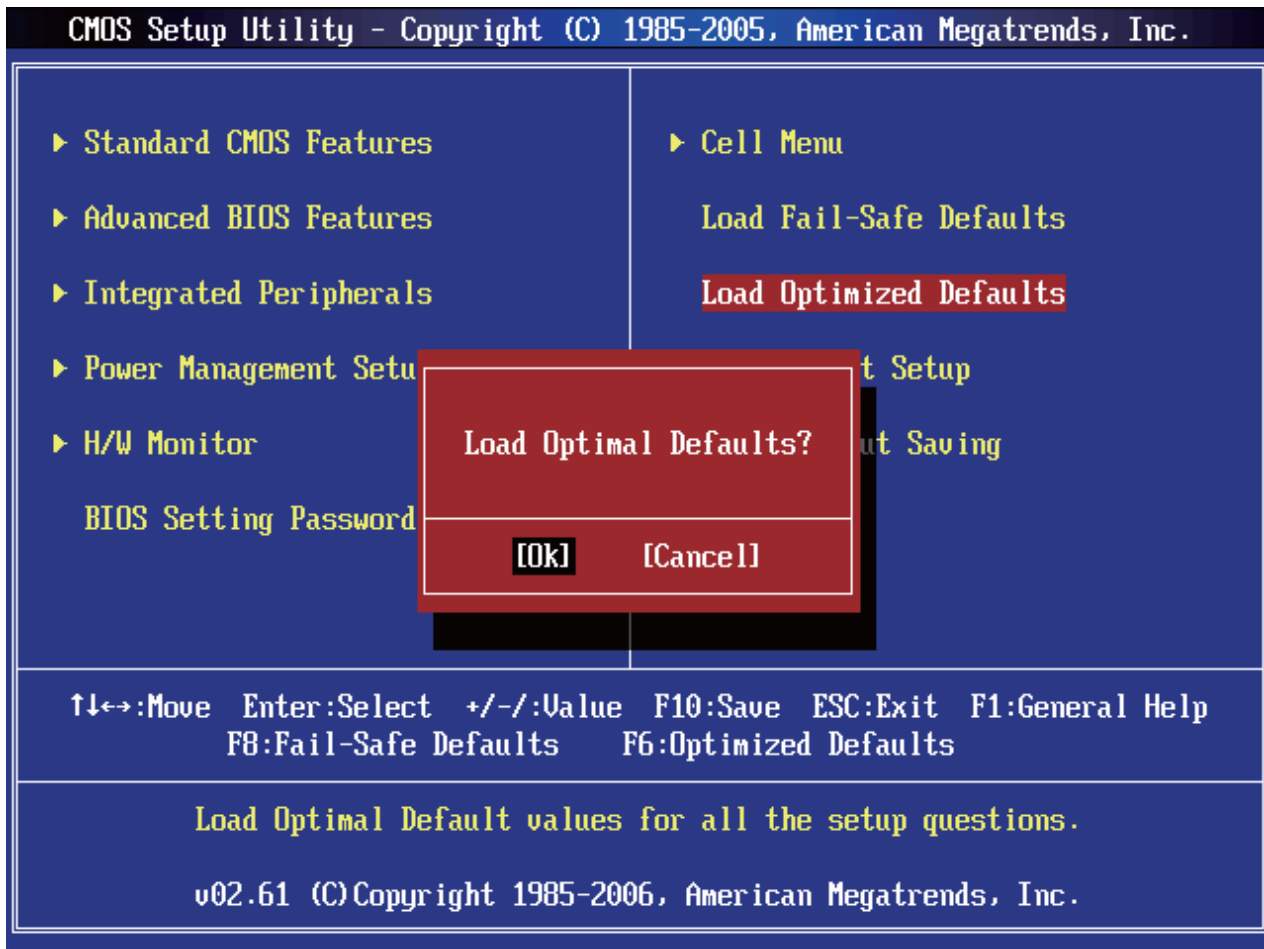 CMOS Setup Utility - Copyright (C) 1985-2005, American Megatrends, Inc.
▶ Standard CMOS Features
▶ Advanced BIOS Features
▶ Integrated Peripherals
▶ Power Management Setu
▶ H/W Monitor
BIOS Setting Password
▶ Cell Menu
Load Fail-Safe Defaults
Load Optimized Defaults
t Setup
ut Saving
Load Optimal Defaults?
[Ok] [Cancel]
↑↓←→:Move Enter:Select +/-/:Value F10:Save ESC:Exit F1:General Help
F8:Fail-Safe Defaults F6:Optimized Defaults
Load Optimal Default values for all the setup questions.
v02.61 (C)Copyright 1985-2006, American Megatrends, Inc.